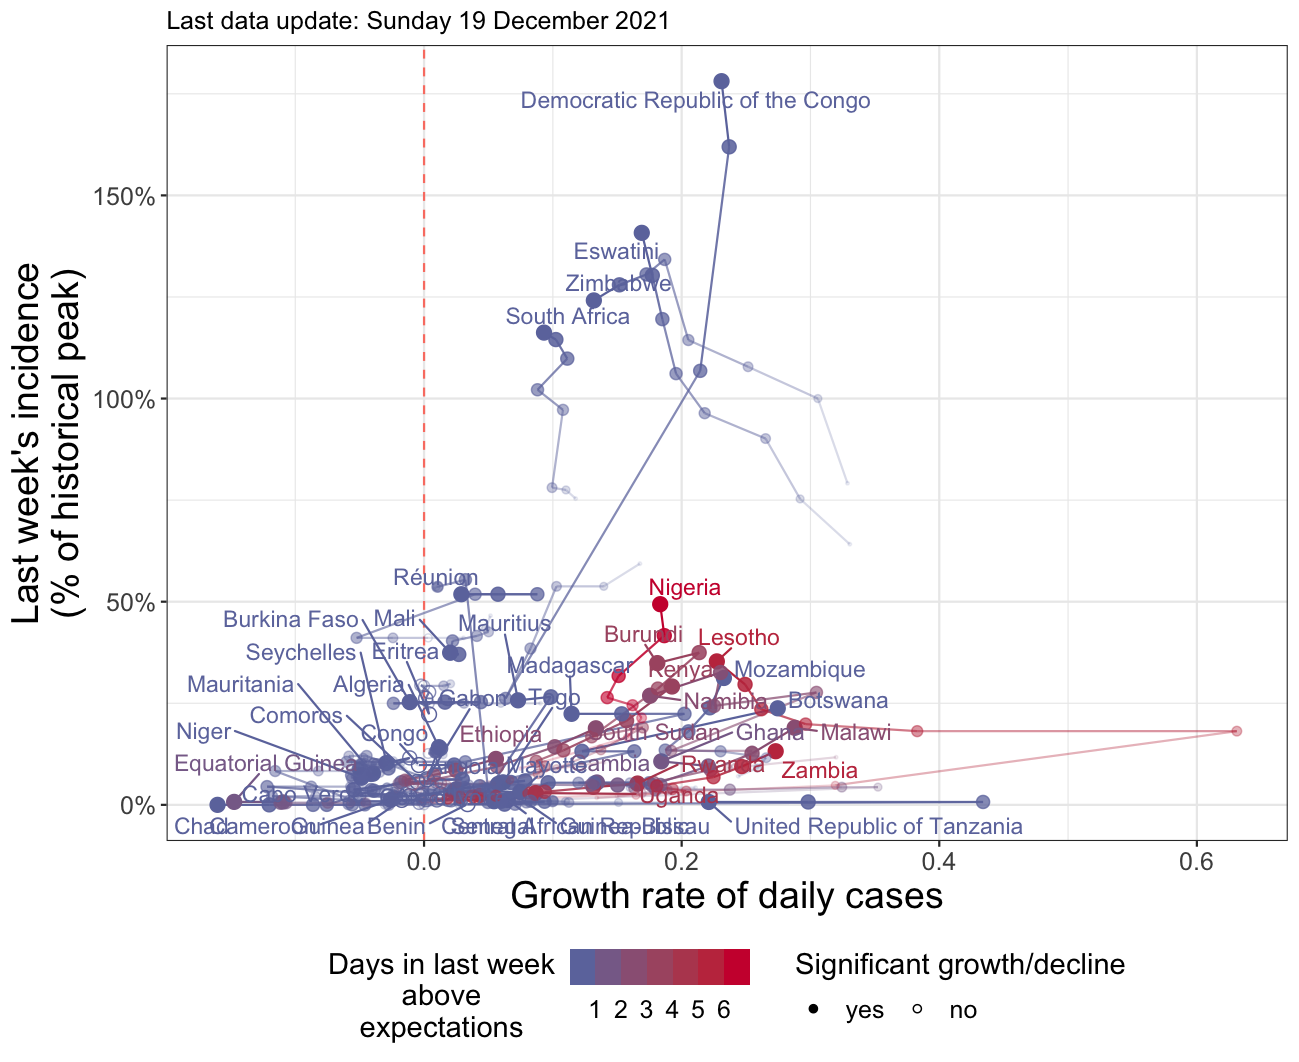 Last data update: Sunday 19 December 2021
Last week's incidence
(% of historical peak)
150%
100%
50%
0%
Democratic Republic of the Congo
Eswatini
Zimbabwe
South Africa
Réunion
Nigeria
Burkina Faso
Mali
Mauritius
Burundi
Lesotho
Seychelles
Eritrea
Madagascar
Kenya
Mozambique
Mauritania
Algeria
Gabon
Togo
Namibia
Botswana
Comoros
Niger
Congo
Ethiopia
South Sudan
Ghana
Malawi
Equatorial Guinea
Angola
Mayotte
Gambia
Rwanda
Zambia
Cabo Verde
Uganda
Chad
Cameroon
Guinea
Benin
Central African Republic
Senegal
Guinea-Bissau
United Republic of Tanzania
0.0
0.2
0.4
0.6
Growth rate of daily cases
Days in last week
above
expectations
1 2 3 4 5 6
Significant growth/decline
yes
no